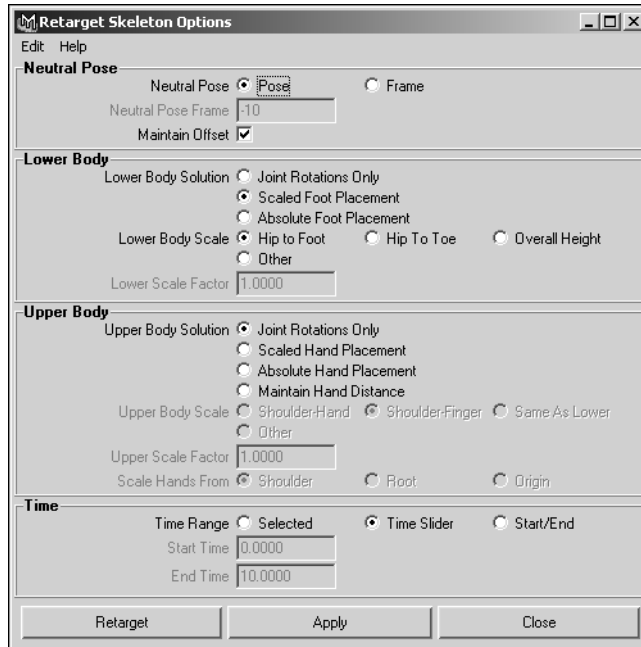 Retarget Skeleton Options
Edit Help
Neutral Pose
Neutral Pose Pose Frame
Neutral Pose Frame -10
Maintain Offset
Lower Body
Lower Body Solution Joint Rotations Only
Scaled Foot Placement
Absolute Foot Placement
Lower Body Scale Hip to Foot Hip To Toe Overall Height
Other
Lower Scale Factor 1.0000
Upper Body
Upper Body Solution Joint Rotations Only
Scaled Hand Placement
Absolute Hand Placement
Maintain Hand Distance
Upper Body Scale Shoulder-Hand Shoulder-Finger Same As Lower
Other
Upper Scale Factor 1.0000
Scale Hands From Shoulder Root Origin
Time
Time Range Selected Time Slider Start/End
Start Time 0.0000
End Time 10.0000
Retarget Apply Close